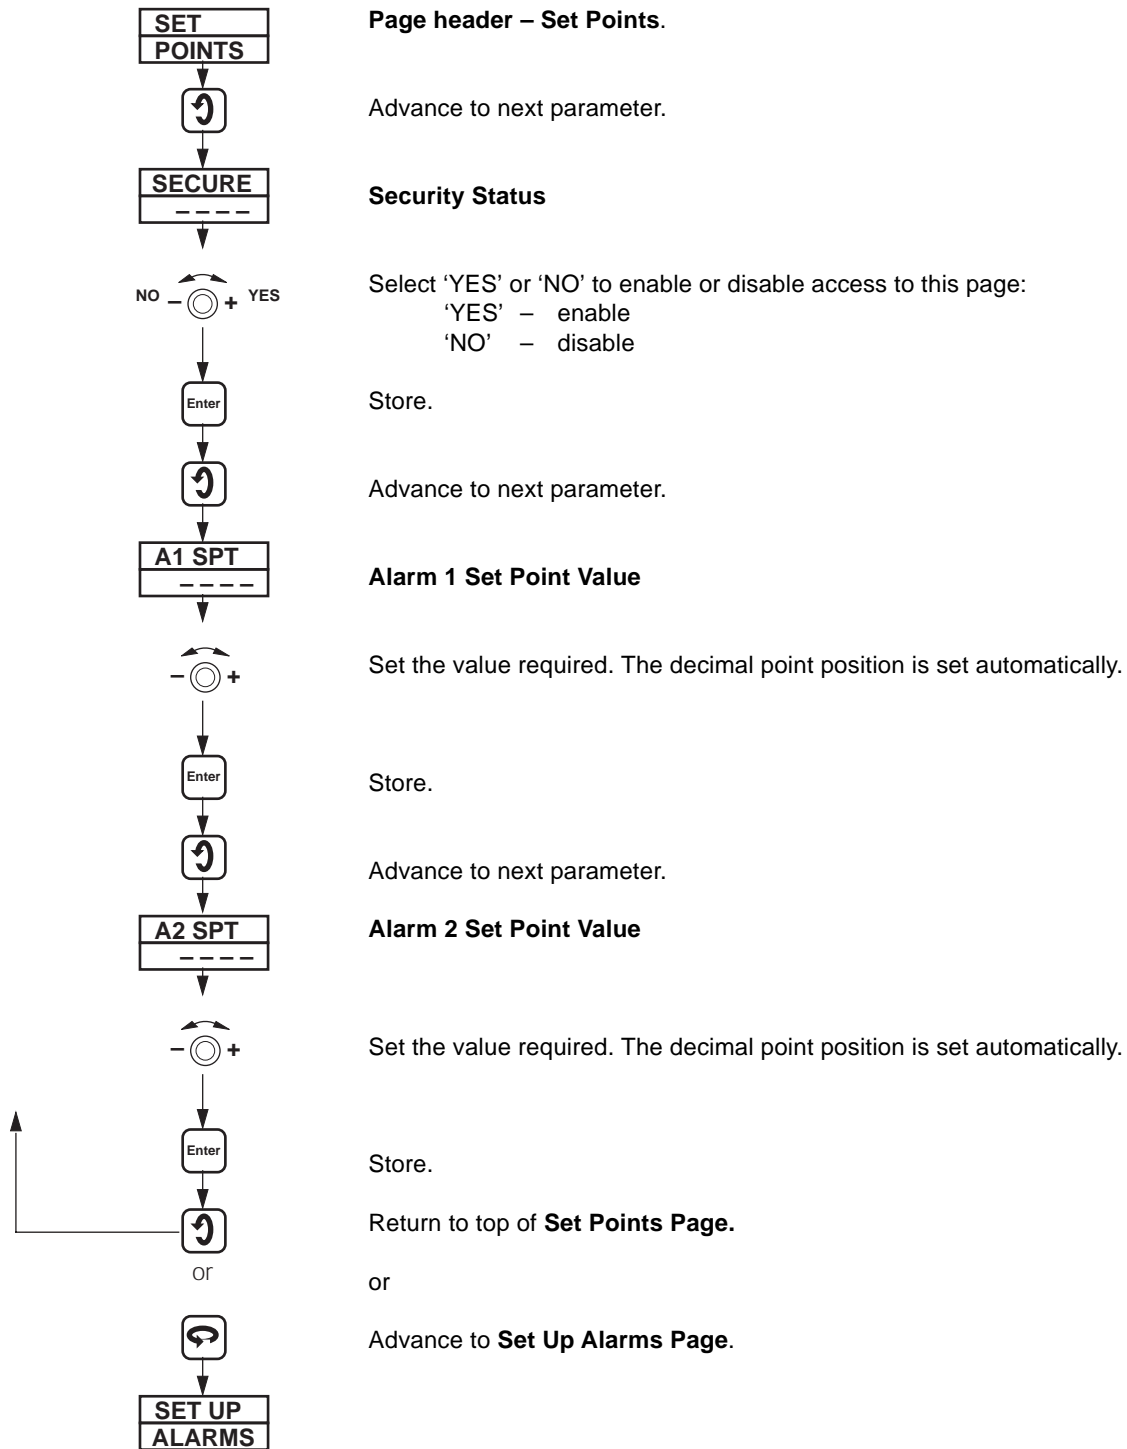 SET
POINTS
Page header – Set Points.
Advance to next parameter.
SECURE
– – – –
Security Status
NO – + YES
Select ‘YES’ or ‘NO’ to enable or disable access to this page:
‘YES’ – enable
‘NO’ – disable
Enter
Store.
Advance to next parameter.
A1 SPT
– – – –
Alarm 1 Set Point Value
– +
Set the value required. The decimal point position is set automatically.
Enter
Store.
Advance to next parameter.
A2 SPT
– – – –
Alarm 2 Set Point Value
– +
Set the value required. The decimal point position is set automatically.
Enter
Store.
Return to top of Set Points Page.
or
or
Advance to Set Up Alarms Page.
SET UP
ALARMS